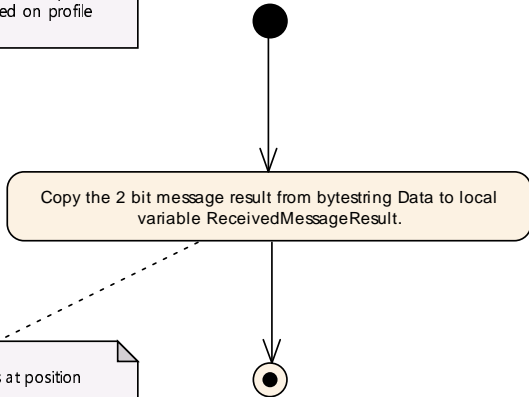 ed on profile
Copy the 2 bit message result from bytestring Data to local
variable ReceivedMessageResult.
at position